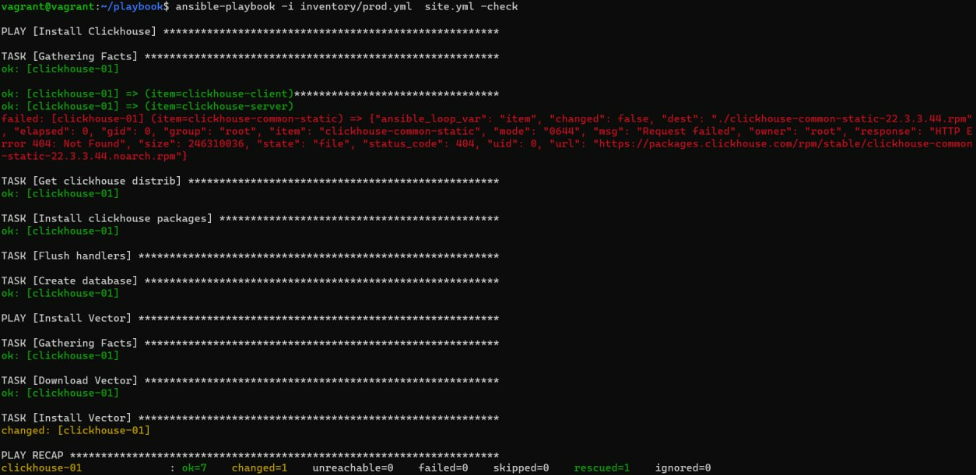 vagrant@vagrant:~/playbook$ ansible-playbook -i inventory/prod.yml  site.yml -check
PLAY [Install Clickhouse] ******************************************************
TASK [Gathering Facts] *********************************************************
ok: [clickhouse-01]
ok: [clickhouse-01] => (item=clickhouse-client)*********************************
ok: [clickhouse-01] => (item=clickhouse-server)
failed: [clickhouse-01] (item=clickhouse-common-static) => {"ansible_loop_var": "item", "changed": false, "dest": "./clickhouse-common-static-22.3.3.44.rpm"
, "elapsed": 0, "gid": 0, "group": "root", "item": "clickhouse-common-static", "mode": "0644", "msg": "Request failed", "owner": "root", "response": "HTTP E
rror 404: Not Found", "size": 246310036, "state": "file", "status_code": 404, "uid": 0, "url": "https://packages.clickhouse.com/rpm/stable/clickhouse-common
-static-22.3.3.44.noarch.rpm"}
TASK [Get clickhouse distrib] **************************************************
ok: [clickhouse-01]
TASK [Install clickhouse packages] *********************************************
ok: [clickhouse-01]
TASK [Flush handlers] **********************************************************
TASK [Create database] *********************************************************
ok: [clickhouse-01]
PLAY [Install Vector] **********************************************************
TASK [Gathering Facts] *********************************************************
ok: [clickhouse-01]
TASK [Download Vector] *********************************************************
ok: [clickhouse-01]
TASK [Install Vector] **********************************************************
changed: [clickhouse-01]
PLAY RECAP *********************************************************************
clickhouse-01              : ok=7    changed=1    unreachable=0    failed=0    skipped=0    rescued=1    ignored=0